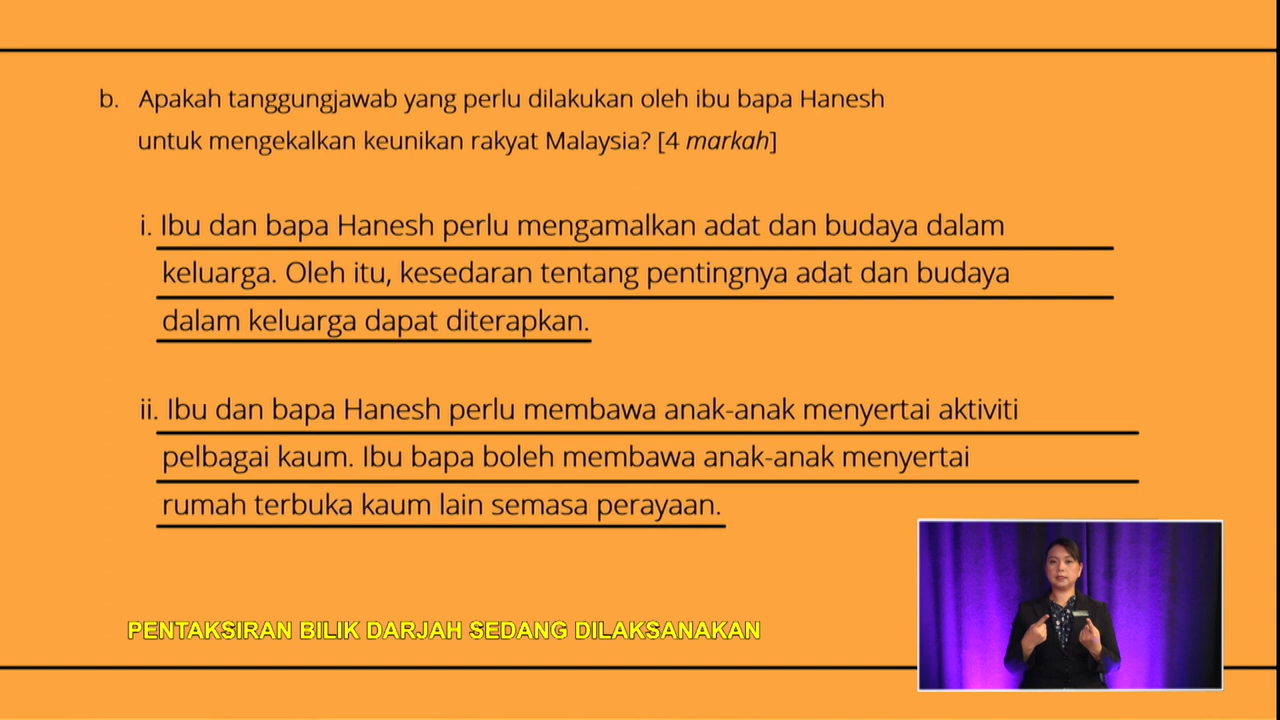 b. Apakah tanggungjawab yang perlu dilakukan oleh ibu bapa Hanesh
untuk mengekalkan keunikan rakyat Malaysia? [4 markah]
i. Ibu dan bapa Hanesh perlu mengamalkan adat dan budaya dalam
keluarga. Oleh itu, kesedaran tentang pentingnya adat dan budaya
dalam keluarga dapat diterapkan.
ii. Ibu dan bapa Hanesh perlu membawa anak-anak menyertai aktiviti
pelbagai kaum. Ibu bapa boleh membawa anak-anak menyertai
rumah terbuka kaum lain semasa perayaan.
PENTAKSIRAN BILIK DARJAH SEDANG DILAKSANAKAN